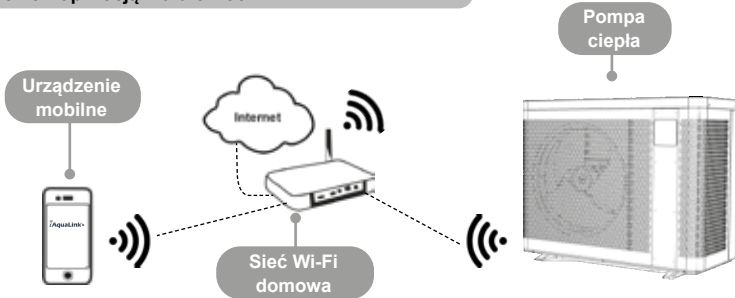 Pompa
ciepła
Urządzenie
mobilne
Internet
iAquaLink
Sieć Wi-Fi
domowa